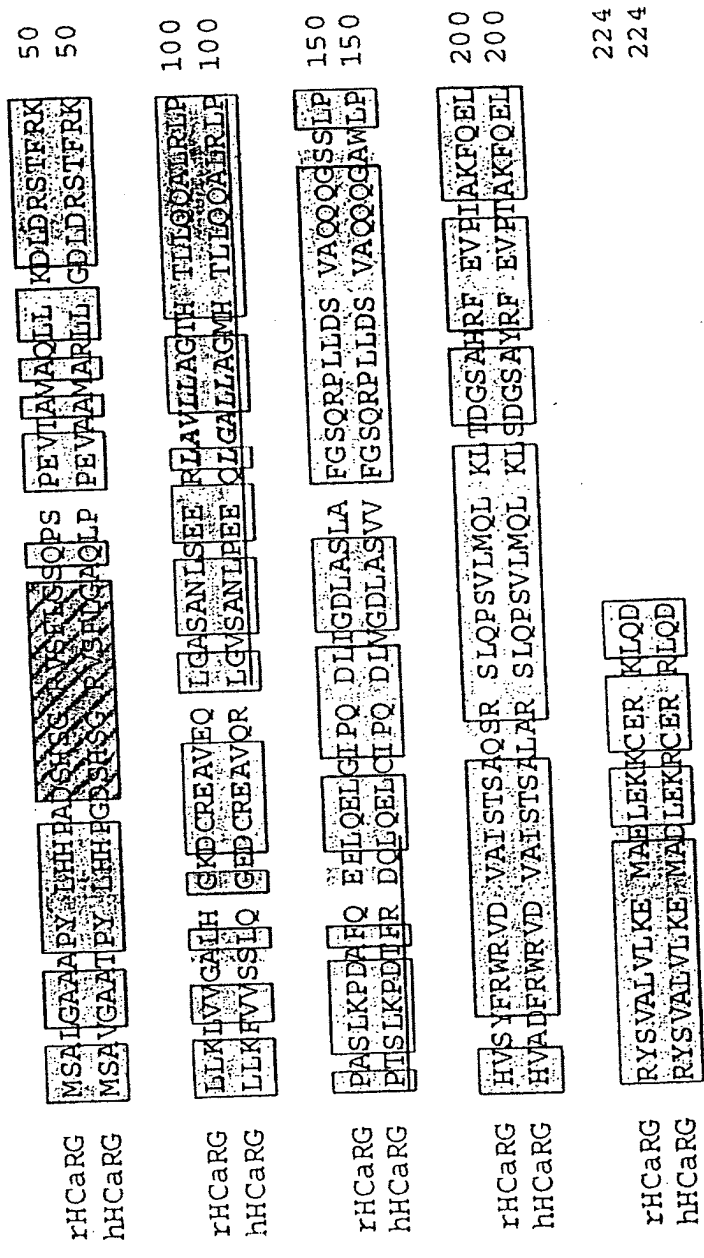 rHCaRG MSALGAAAPY LHHPADSHSG RVSFLGSQPS PEVTAVAQLL KDLDRSTFRK 50
hHCaRG MSAVGAATPY LHHPGDSHSG RVSFLGAQLP PEVAAMARLL GDLDRSTFRK 50
rHCaRG LLKLVVGALH GKDCREAVEQ LGASANLSEE RLAVLLAGTH TLLQQALRLP 100
hHCaRG LLKFVVSSLQ GEDCREAVQR LGVSANLPEE QLGALLAGMH TLLQQALRLP 100
rHCaRG PASLKPDAFQ EELQELGIPQ DLIGDLASLA FGSQRPLLDS VAQQQGSSLP 150
hHCaRG PTSLKPDTFR DQLQELCIPQ DLVGDLASVV FGSQRPLLDS VAQQQGAWLP 150
rHCaRG HVSYFRWRVD VAISTSAQSR SLQPSVLMQL KLTDGSAHRF EVPIAKFQEL 200
hHCaRG HVADFRWRVD VAISTSALAR SLQPSVLMQL KLSDGSAYRF EVPTAKFQEL 200
rHCaRG RYSVALVLKE MAELEKKCER KLQD 224
hHCaRG RYSVALVLKE MADLEKRCER RLQD 224